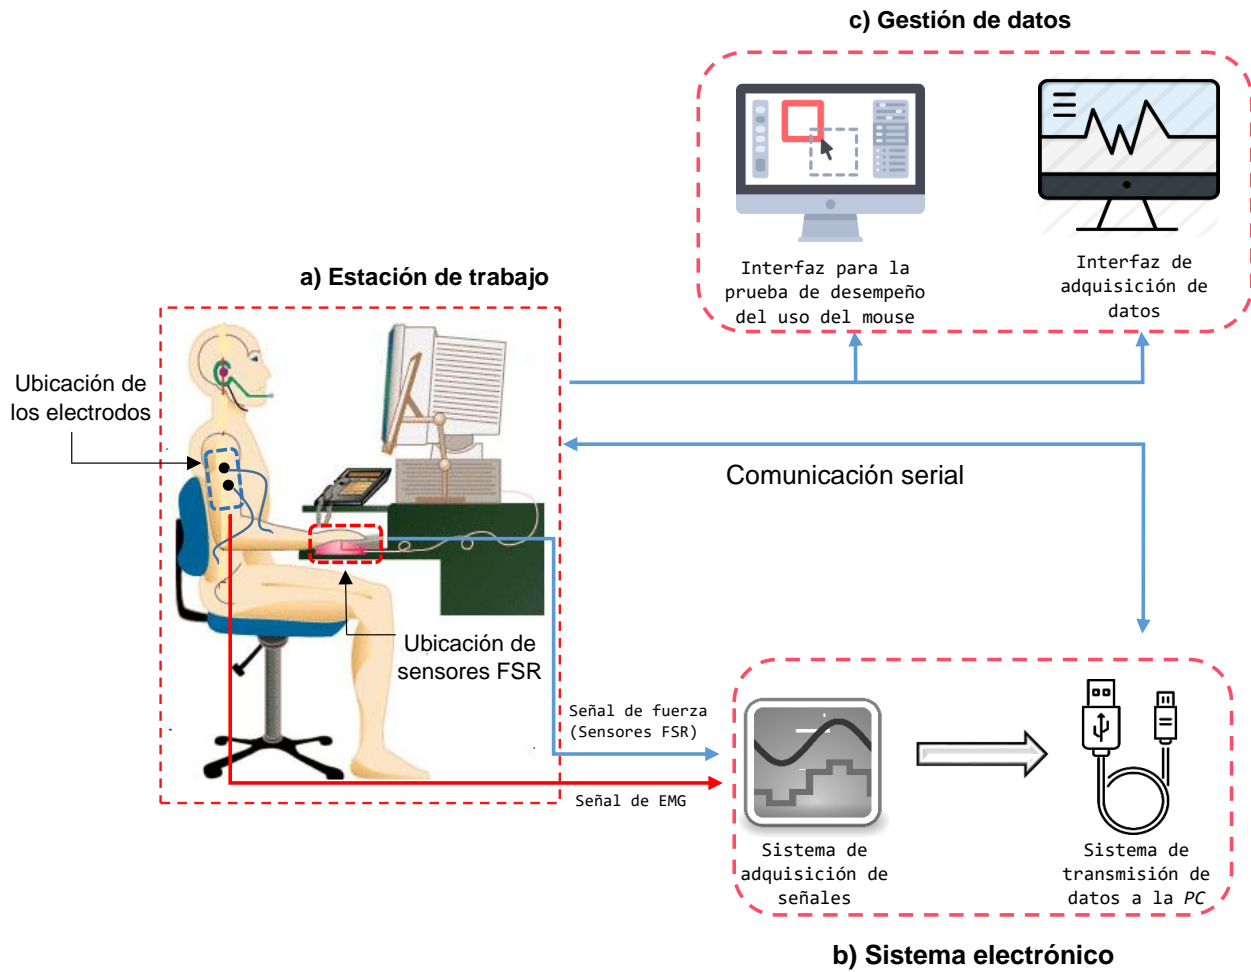 c) Gestión de datos
Interfaz para la
prueba de desempeño
del uso del mouse
Interfaz de
adquisición de
datos
a) Estación de trabajo
Ubicación de
los electrodos
Comunicación serial
Ubicación de
sensores FSR
Señal de fuerza
(Sensores FSR)
Señal de EMG
Sistema de
adquisición de
señales
Sistema de
transmisión de
datos a la PC
b) Sistema electrónico